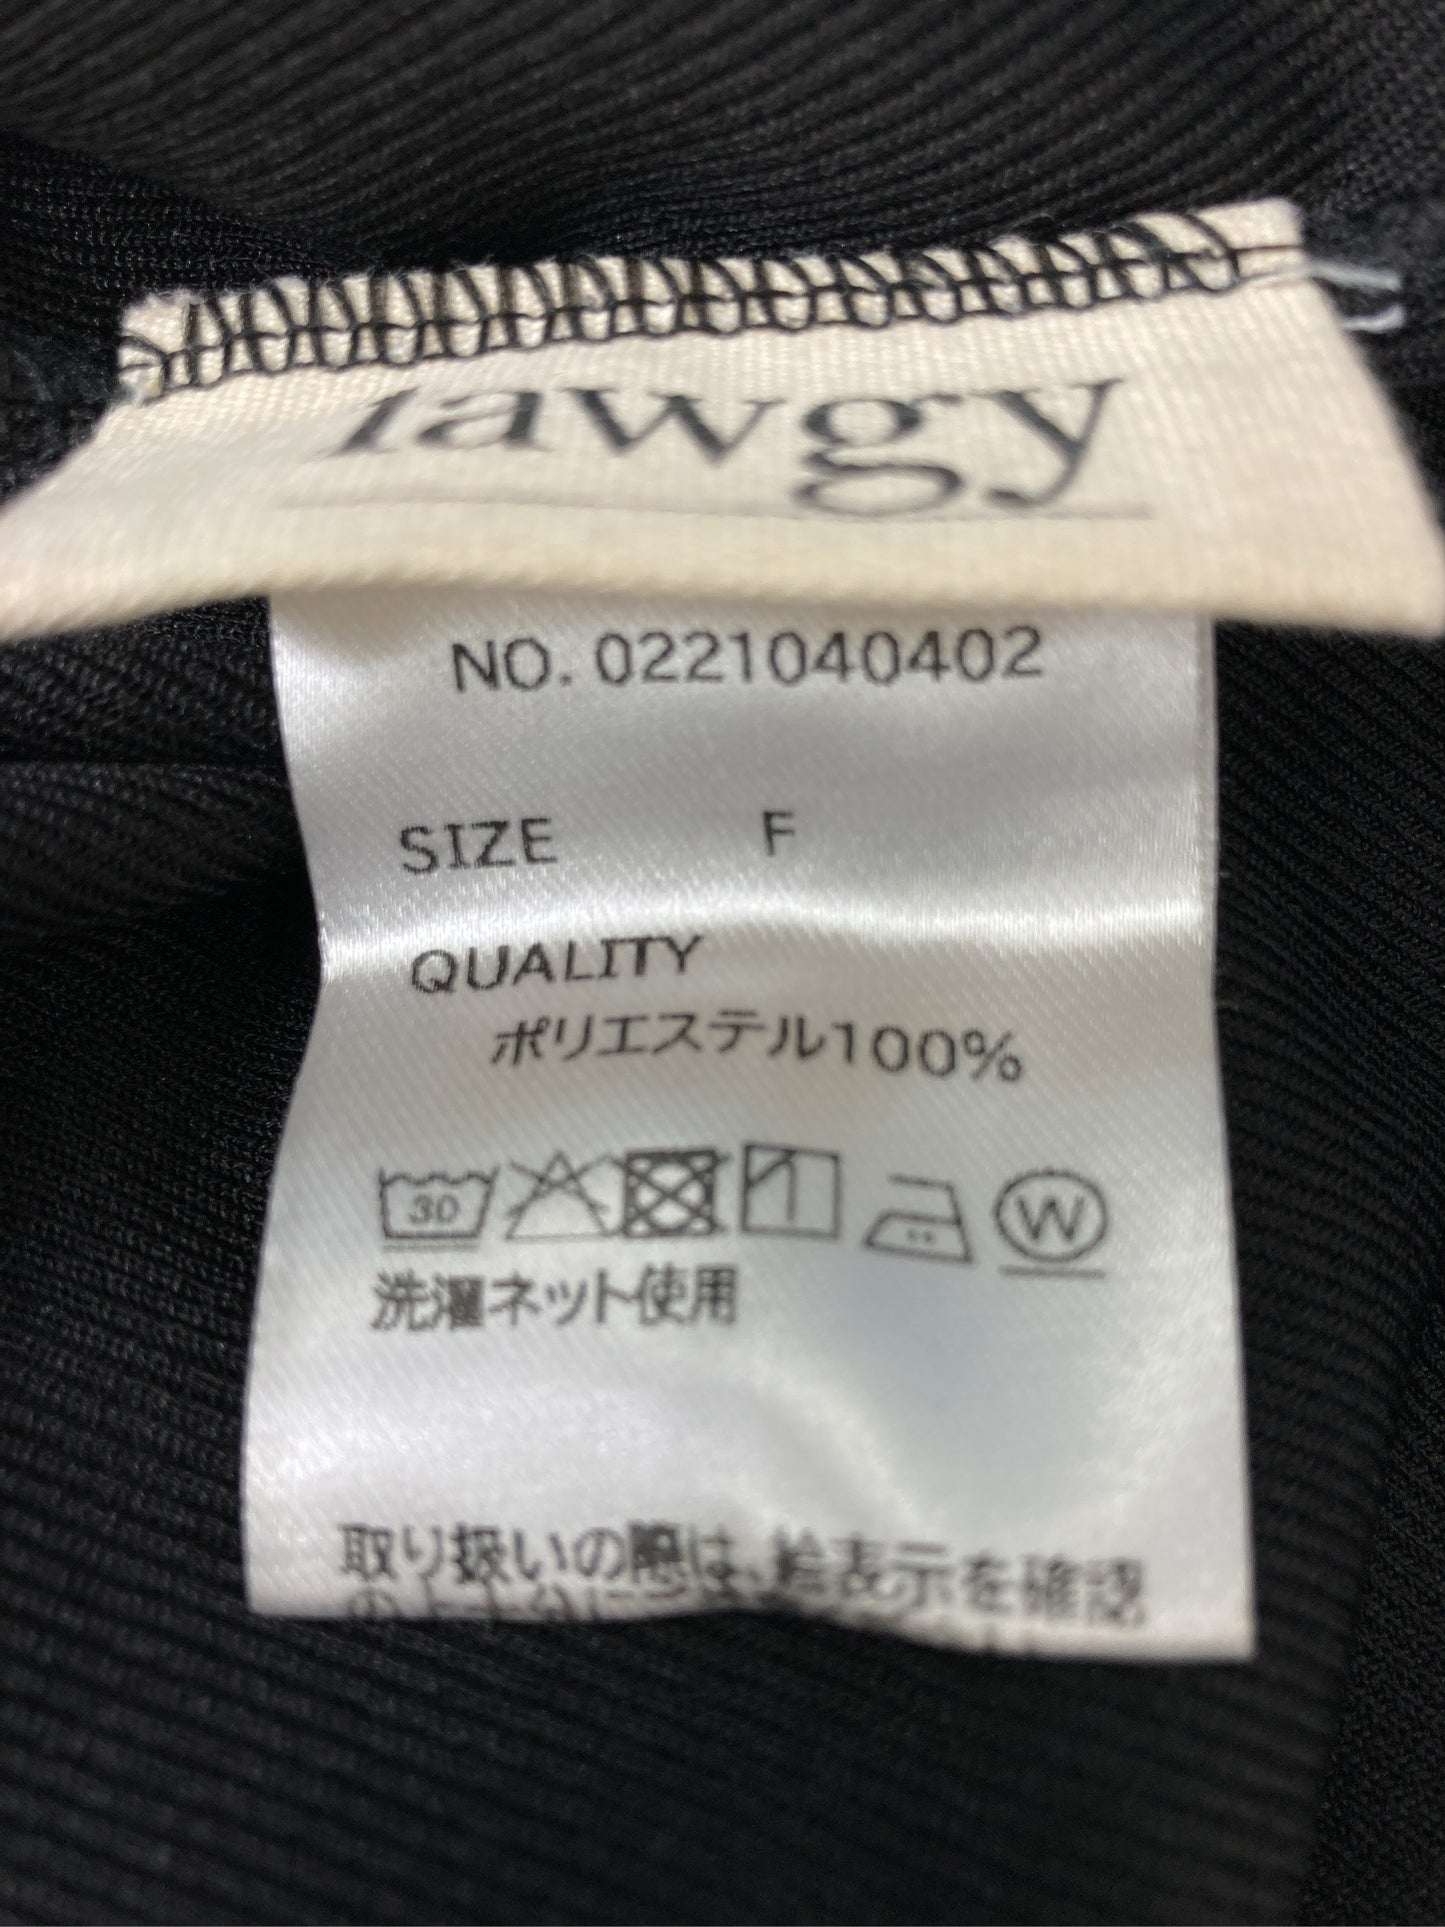 lawgy
NO. 0221040402
SIZE F
QUALITY
ポリエステル100%
30
W
洗濯ネット使用
取り扱いの際は、絵表示を確認